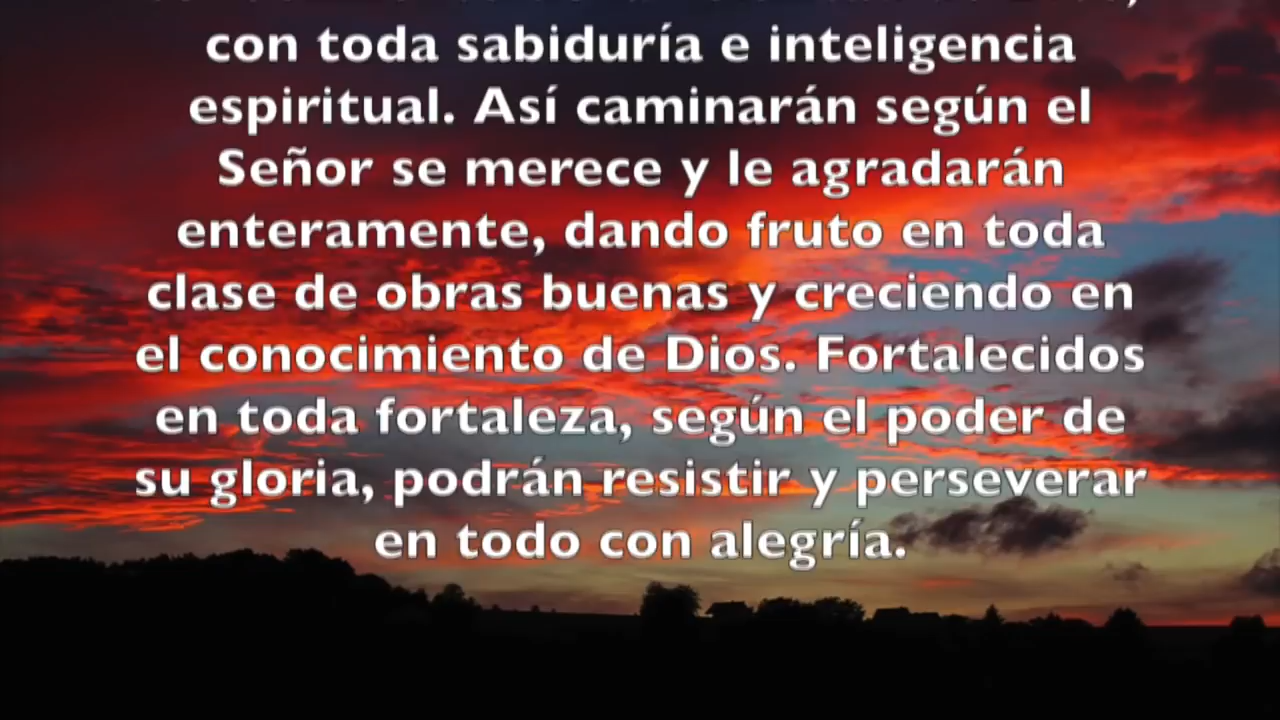 con toda sabiduría e inteligencia
espiritual. Así caminarán según el
Señor se merece y le agradarán
enteramente, dando fruto en toda
clase de obras buenas y creciendo en
el conocimiento de Dios. Fortalecidos
en toda fortaleza, según el poder de
su gloria, podrán resistir y perseverar
en todo con alegría.